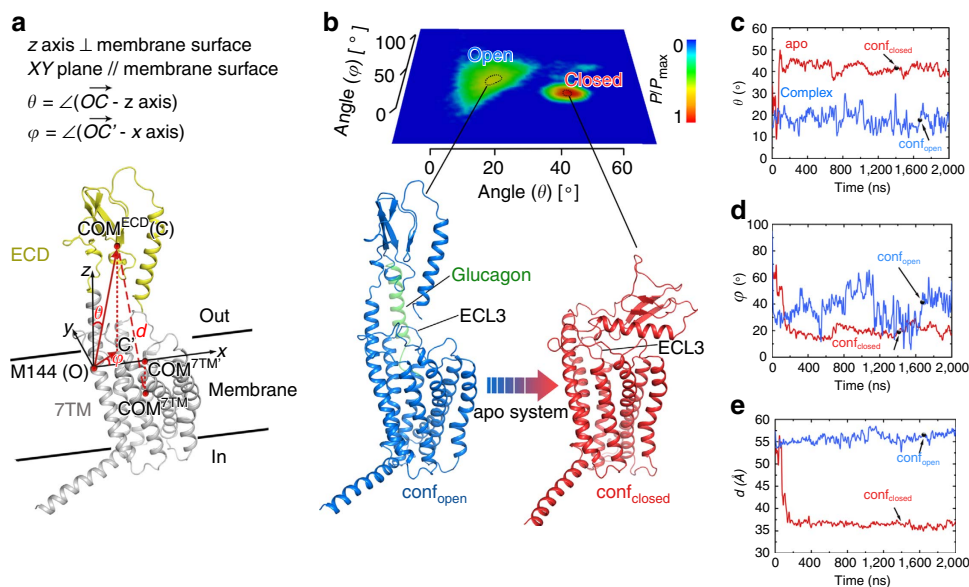 a
z axis ⊥ membrane surface
XY plane // membrane surface
θ = ∠(OC⃗ - z axis)
φ = ∠(OC'⃗ - x axis)
ECD
COM^ECD (C)
z
θ
d
y
C'
Out
x
φ
M144 (O)
COM^7TM'
Membrane
7TM
COM^7TM
In
b
100
50
0
Angle (φ) [°]
Open
Closed
0
1
P/Pmax
0 20 40 60
Angle (θ) [°]
Glucagon
ECL3
ECL3
apo system
conf_open
conf_closed
c
50
40
30
20
10
0
θ (°)
apo
conf_closed
Complex
conf_open
0 400 800 1,200 1,600 2,000
Time (ns)
d
80
60
40
20
0
φ (°)
conf_open
conf_closed
0 400 800 1,200 1,600 2,000
Time (ns)
e
60
55
50
45
40
35
30
d (Å)
conf_open
conf_closed
0 400 800 1,200 1,600 2,000
Time (ns)